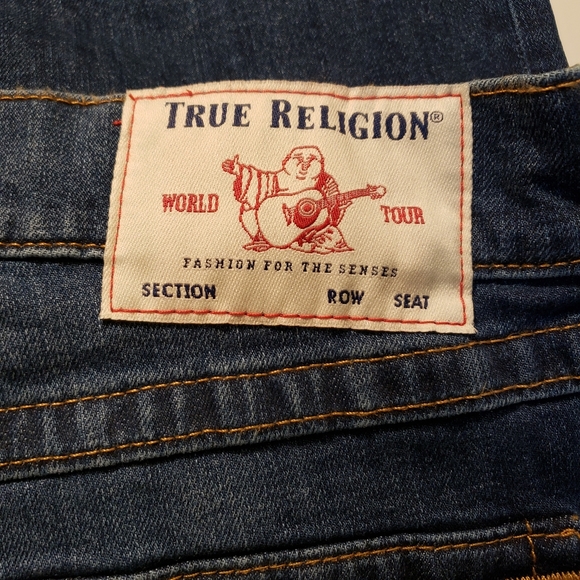 TRUE RELIGION®
WORLD TOUR
FASHION FOR THE SENSES
SECTION ROW SEAT